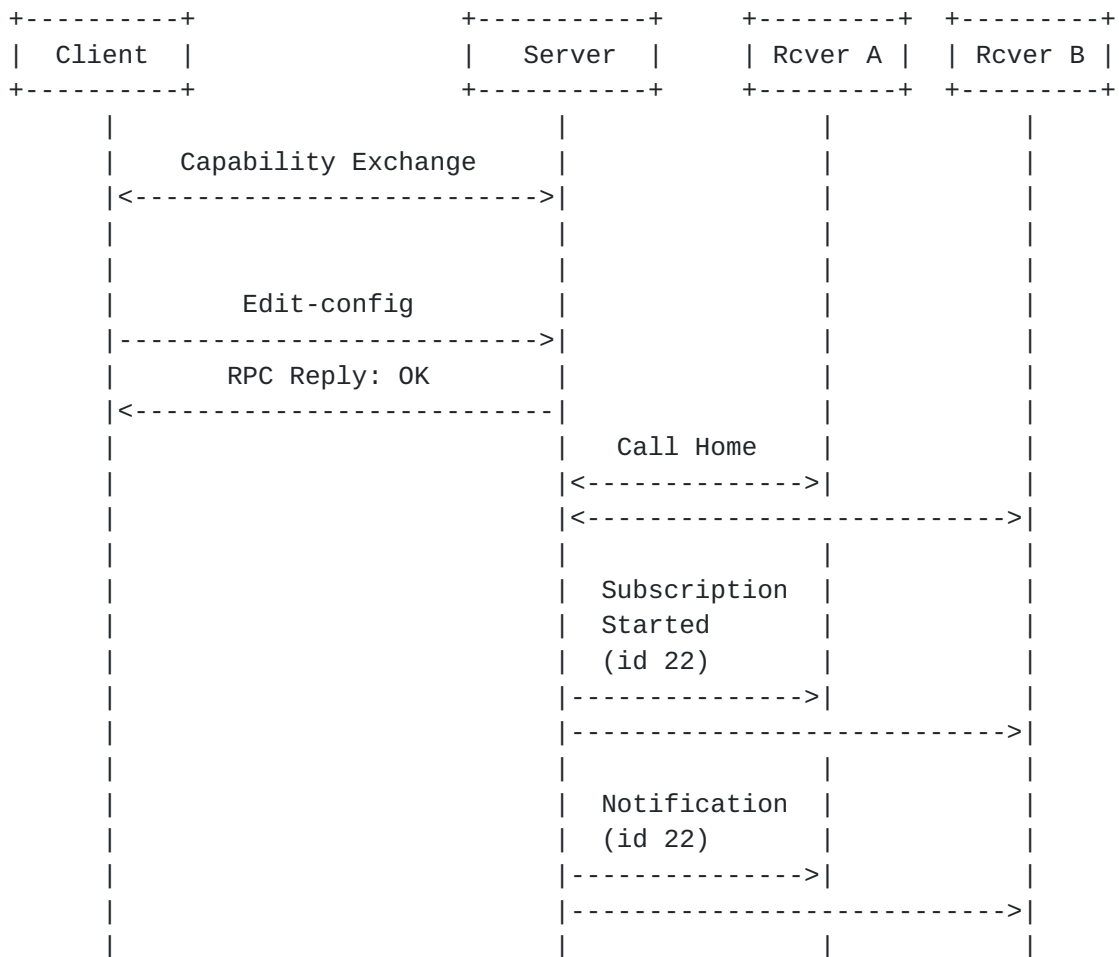 Client Server Rcver A Rcver B
Capability Exchange
Edit-config
RPC Reply: OK
Call Home
Subscription
Started
(id 22)
Notification
(id 22)